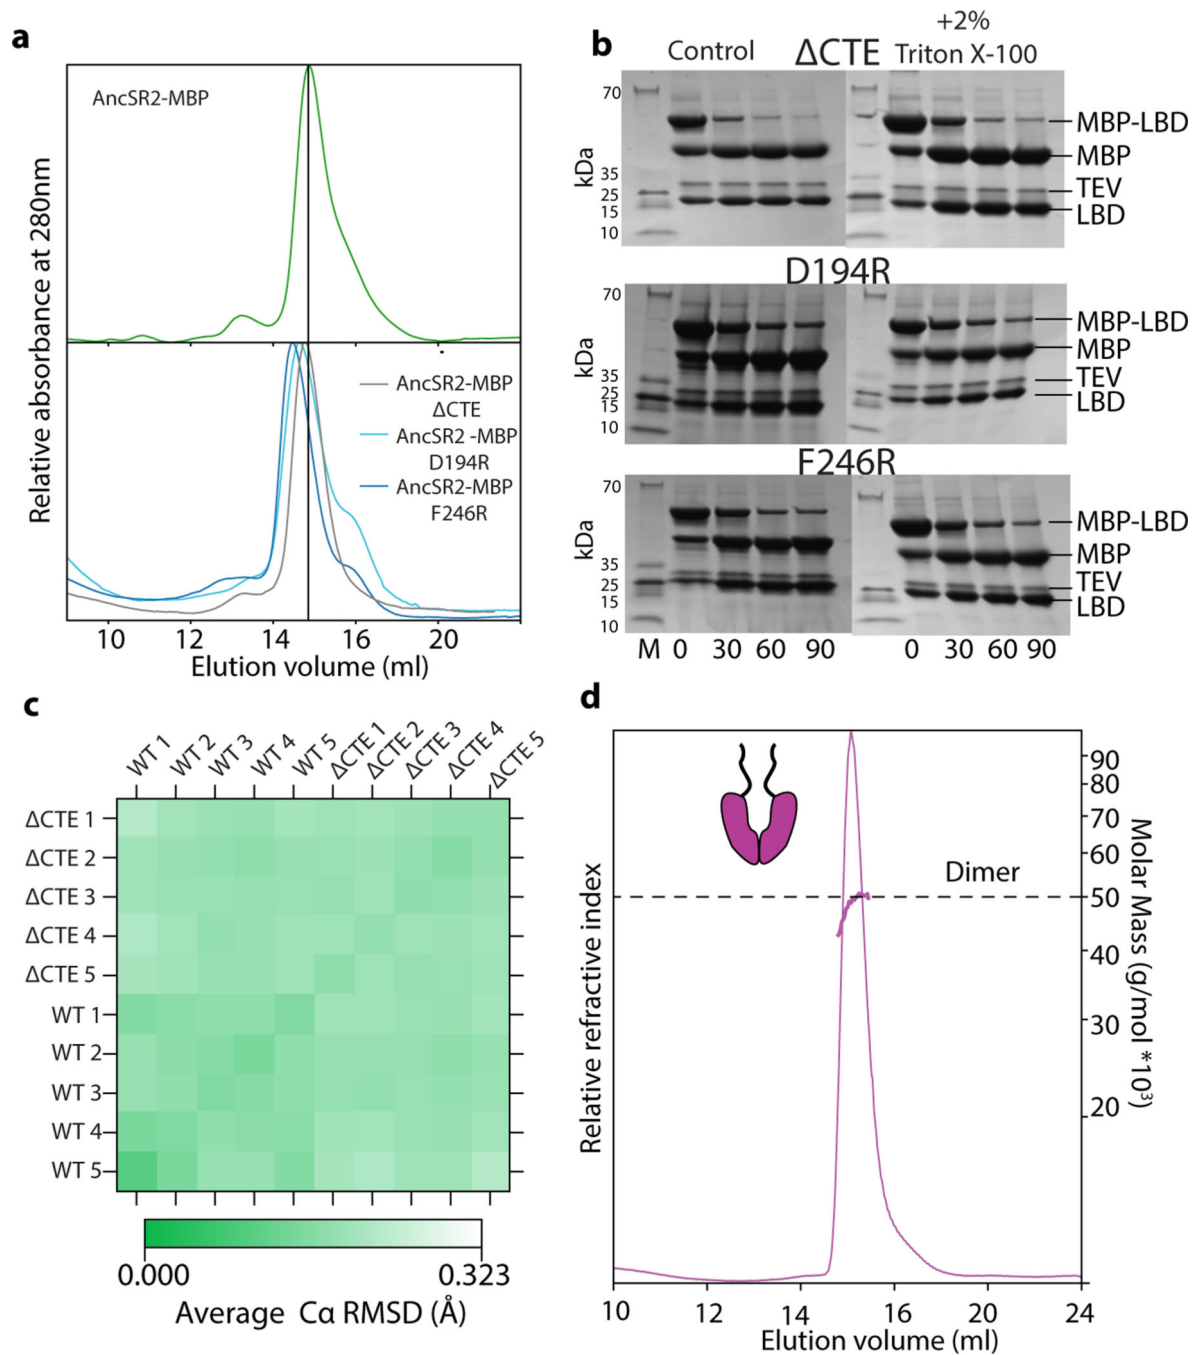 a
AncSR2-MBP
Relative absorbance at 280nm
AncSR2-MBP
ΔCTE
AncSR2 -MBP
D194R
AncSR2-MBP
F246R
10 12 14 16 20
Elution volume (ml)
b
Control ΔCTE +2%
Triton X-100
70
35
25
15
10
kDa
MBP-LBD
MBP
TEV
LBD
D194R
70
35
25
15
10
kDa
MBP-LBD
MBP
TEV
LBD
F246R
70
35
25
15
10
kDa
MBP-LBD
MBP
TEV
LBD
M 0 30 60 90 0 30 60 90
c
WT 1 WT 2 WT 3 WT 4 WT 5 ΔCTE 1 ΔCTE 2 ΔCTE 3 ΔCTE 4 ΔCTE 5
ΔCTE 1
ΔCTE 2
ΔCTE 3
ΔCTE 4
ΔCTE 5
WT 1
WT 2
WT 3
WT 4
WT 5
0.000 0.323
Average Cα RMSD (Å)
d
Relative refractive index
Dimer
90
80
70
60
50
40
30
20
Molar Mass (g/mol *10³)
10 12 14 16 20 24
Elution volume (ml)